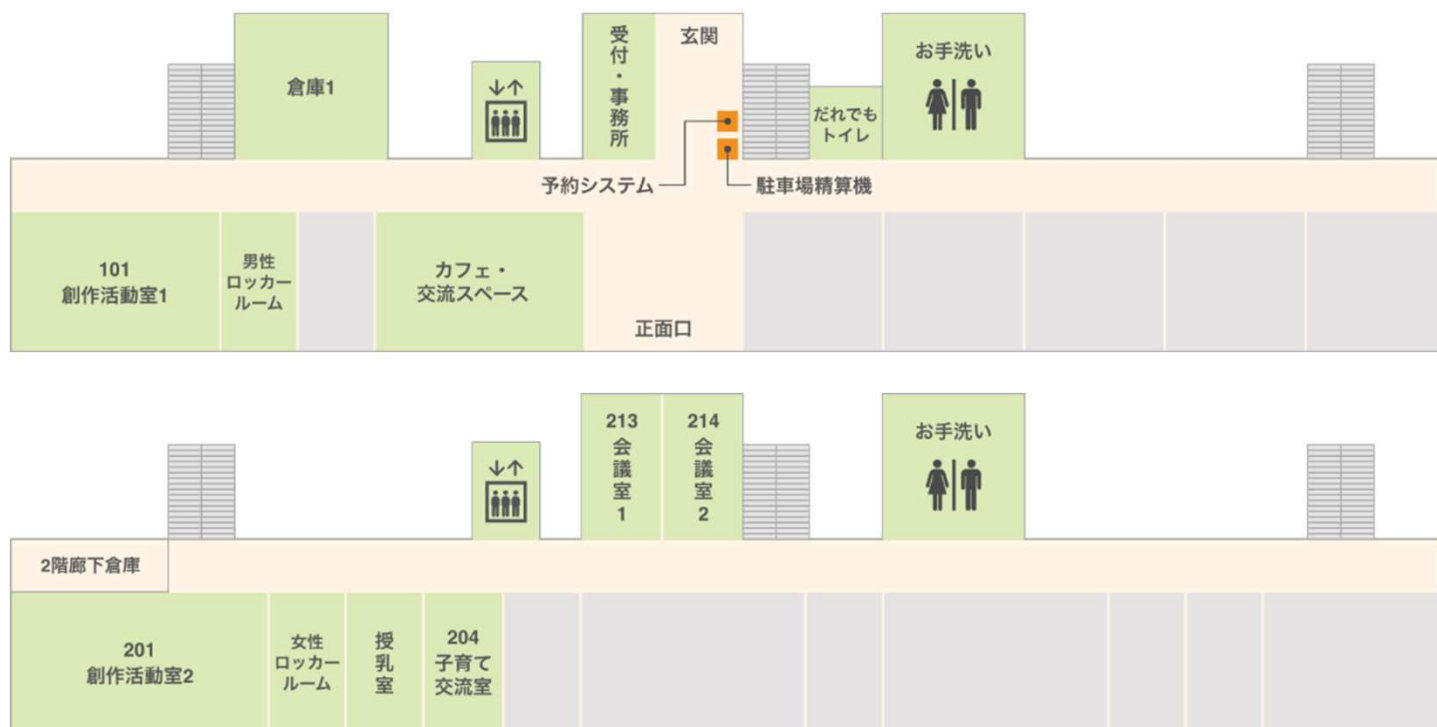 倉庫1
受付・事務所
玄関
お手洗い
だれでも
トイレ
予約システム
駐車場精算機
101
創作活動室1
男性
ロッカー
ルーム
カフェ・
交流スペース
正面口
213
会議室1
214
会議室2
お手洗い
2階廊下倉庫
201
創作活動室2
女性
ロッカー
ルーム
授乳室
204
子育て
交流室